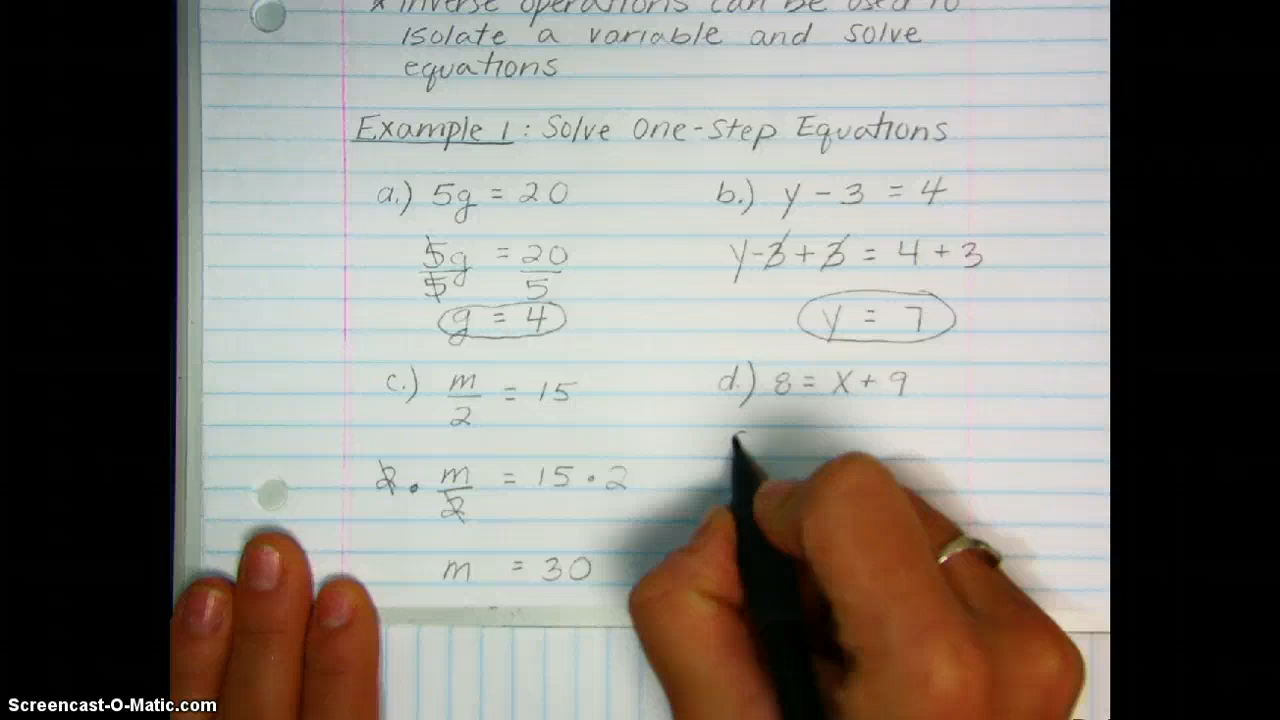 * inverse operations can be used to
isolate a variable and solve
equations
Example 1: Solve One-Step Equations
a.) 5g = 20
5g = 20
5 5
g = 4
b.) y - 3 = 4
y - 3 + 3 = 4 + 3
y = 7
c.) m = 15
2
2 · m = 15 · 2
2
m = 30
d.) 8 = x + 9
Screencast-O-Matic.com